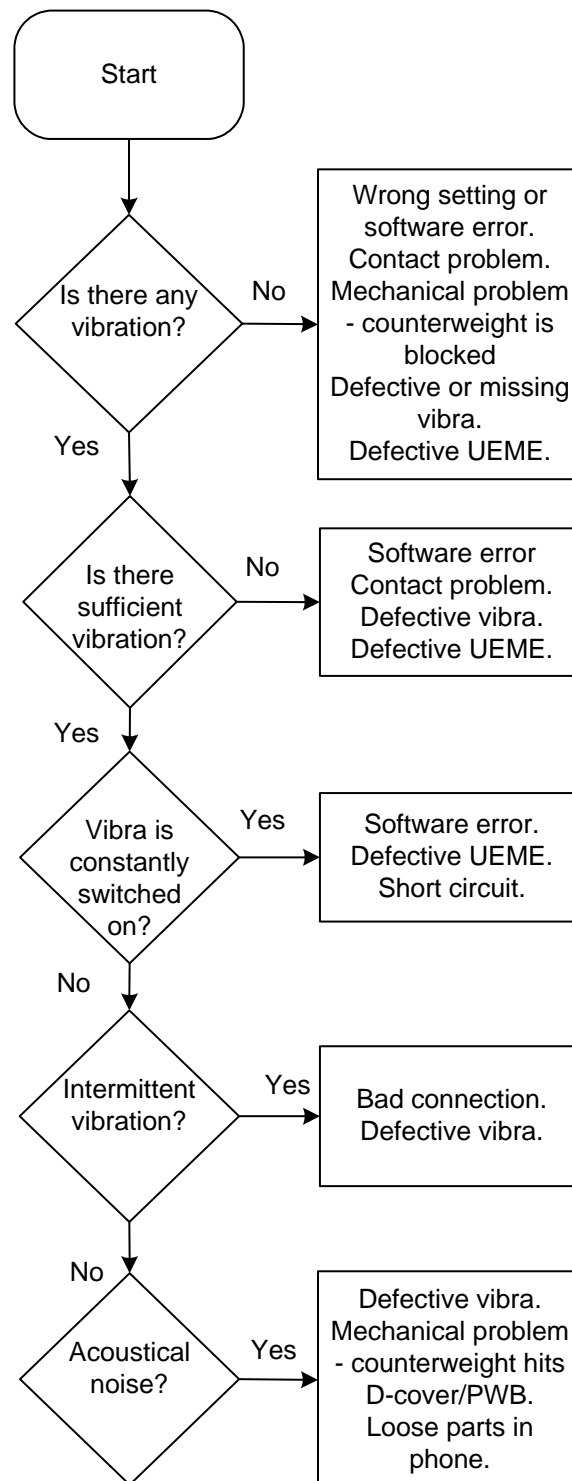 Start
Is there any
vibration?
No
Wrong setting or
software error.
Contact problem.
Mechanical problem
- counterweight is
blocked
Defective or missing
vibra.
Defective UEME.
Yes
Is there
sufficient
vibration?
No
Software error
Contact problem.
Defective vibra.
Defective UEME.
Yes
Vibra is
constantly
switched
on?
Yes
Software error.
Defective UEME.
Short circuit.
No
Intermittent
vibration?
Yes
Bad connection.
Defective vibra.
No
Acoustical
noise?
Yes
Defective vibra.
Mechanical problem
- counterweight hits
D-cover/PWB.
Loose parts in
phone.